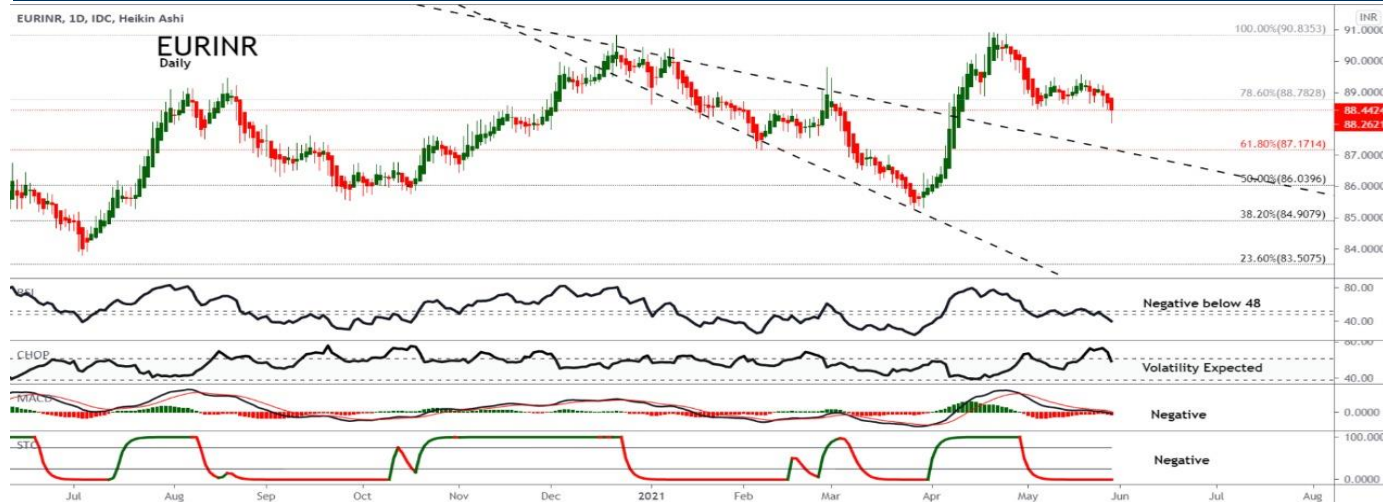 EURINR, 1D, IDC, Heikin Ashi
INR
EURINR
Daily
100.00%(90.8353)
91.0000
90.0000
78.60%(88.7828)
89.0000
88.4424
88.2621
61.80%(87.1714)
87.0000
50.00%(86.0396)
86.0000
38.20%(84.9079)
85.0000
84.0000
23.60%(83.5075)
RSI
80.00
Negative below 48
40.00
CHOP
Volatility Expected
40.00
MACD
Negative
0.0000
STC
100.0000
Negative
0.0000
Jul Aug Sep Oct Nov Dec 2021 Feb Mar Apr May Jun Jul Aug